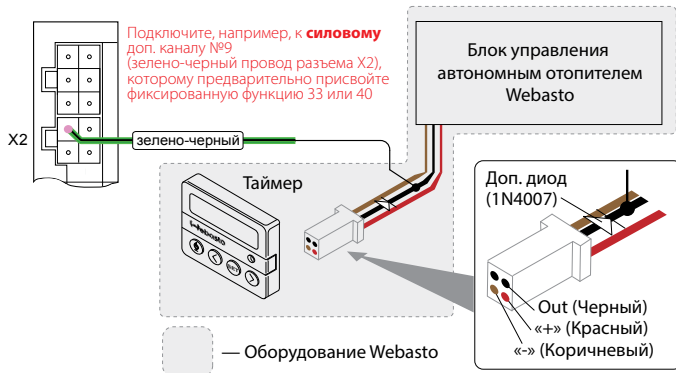 Подключите, например, к силовому
доп. каналу №9
(зелено-черный провод разъема X2),
которому предварительно присвойте
фиксированную функцию 33 или 40
Блок управления
автономным отопителем
Webasto
X2
зелено-черный
Таймер
Webasto
SET
Доп. диод
(1N4007)
Out (Черный)
«+» (Красный)
«-» (Коричневый)
— Оборудование Webasto